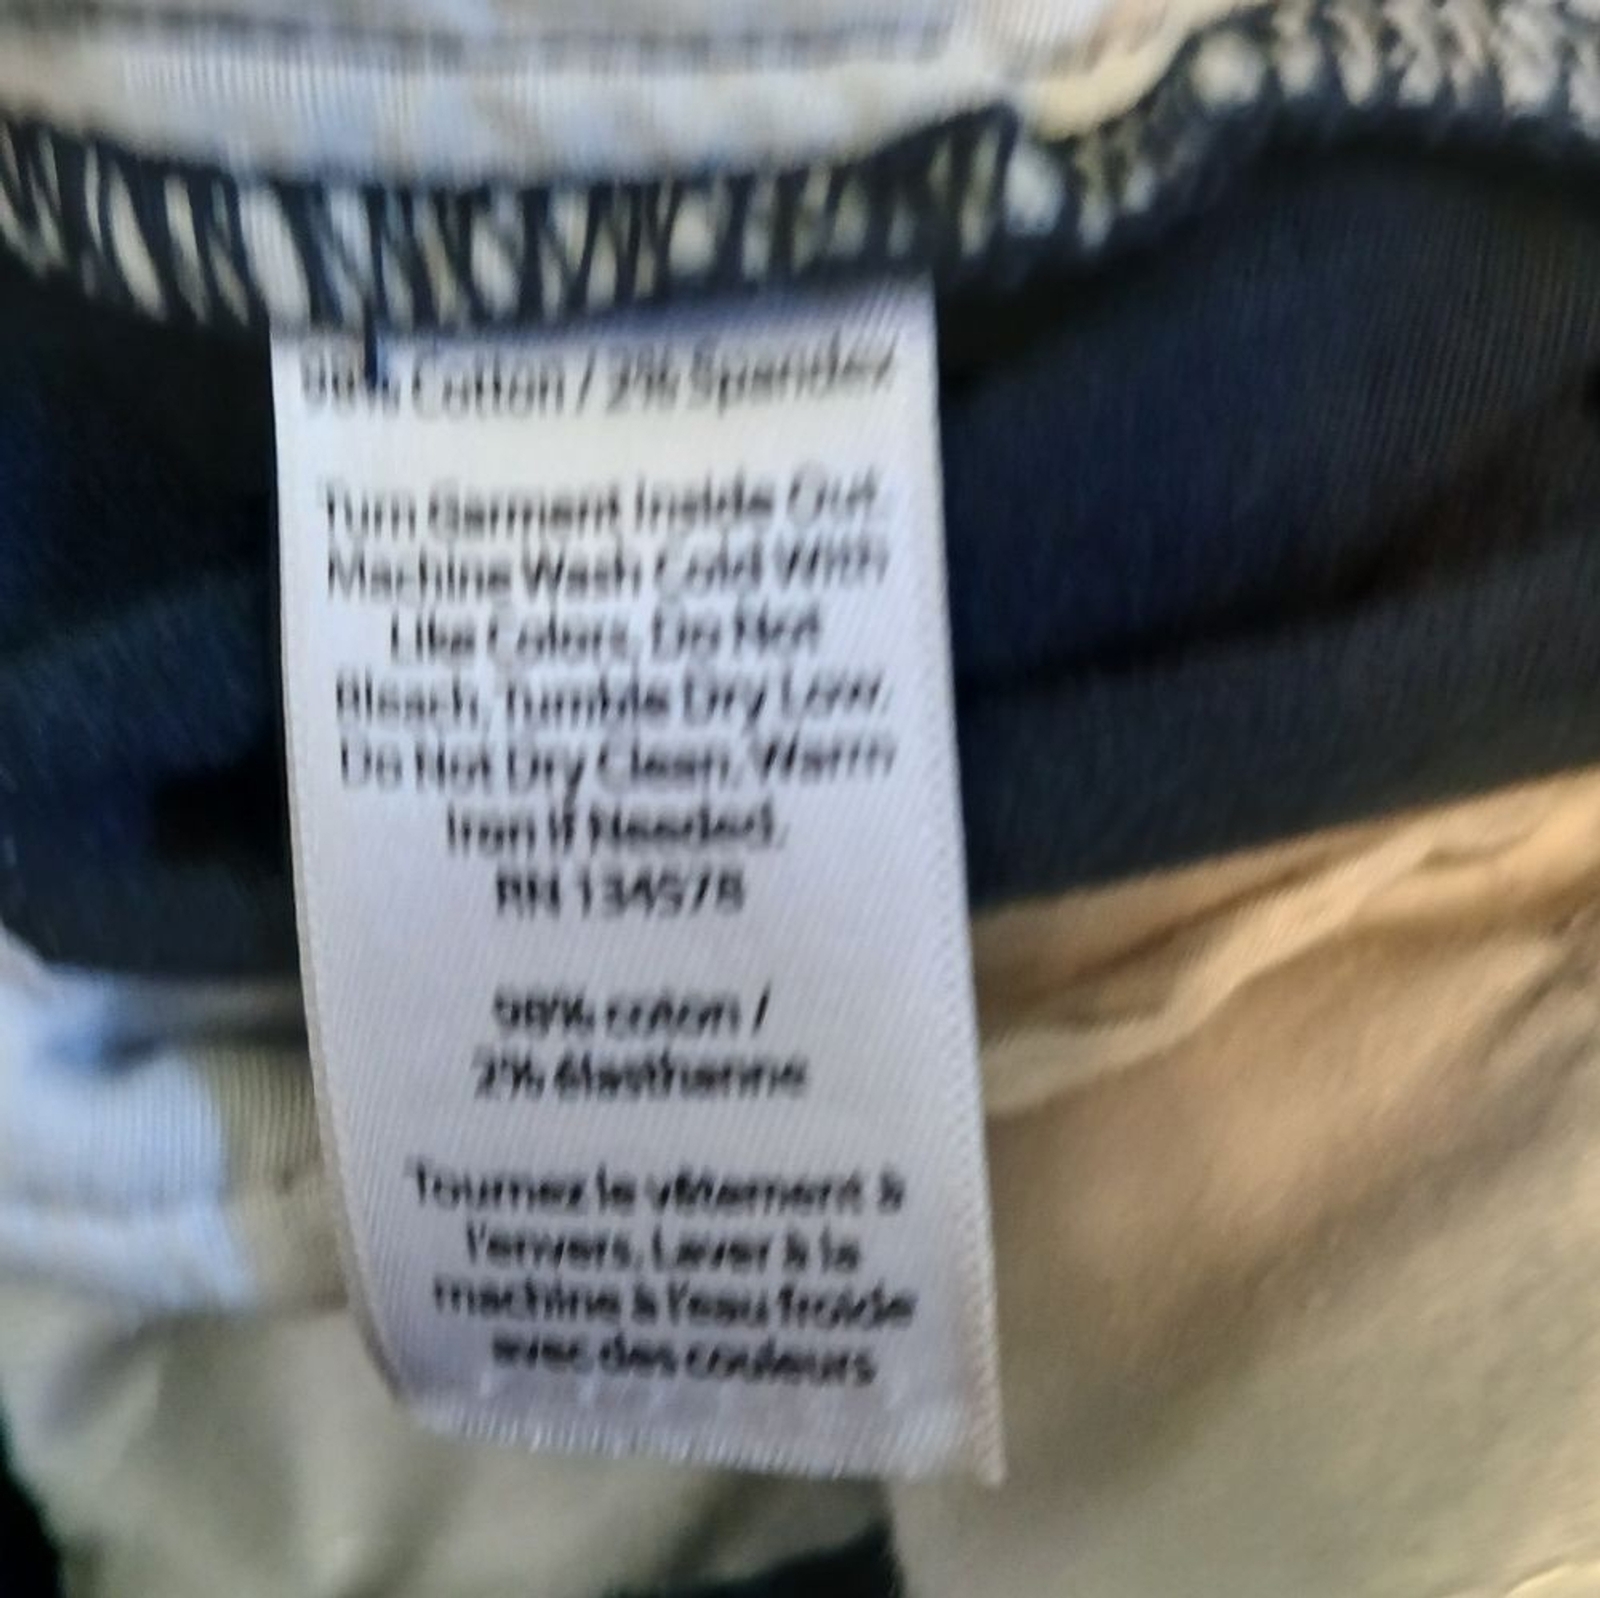 98% Cotton / 2% Spandex
Turn Garment Inside Out.
Machine Wash Cold With
Like Colors. Do Not
Bleach. Tumble Dry Low.
Do Not Dry Clean. Warm
Iron If Needed.
RN 134978
98% coton /
2% élasthanne
Tournez le vêtement à
l'envers. Laver à la
machine à l'eau froide
avec des couleurs